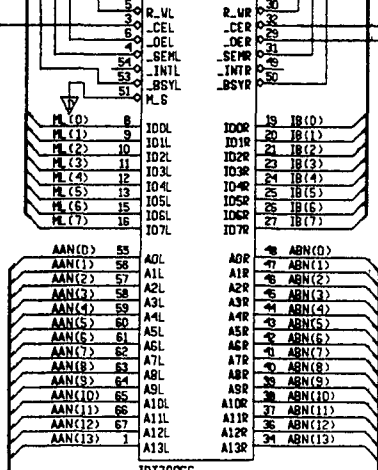 R_WL R_WR 30
3 _CEL _CER 32
6 _OEL _OER 29
4 _SEML _SEMR 31
54 _INTL _INTR 49
53 _BSYL _BSYR 50
51 M_S
ML(0) 8 IO0L IO0R 19 IB(0)
ML(1) 9 IO1L IO1R 20 IB(1)
ML(2) 10 IO2L IO2R 21 IB(2)
ML(3) 11 IO3L IO3R 23 IB(3)
ML(4) 12 IO4L IO4R 24 IB(4)
ML(5) 13 IO5L IO5R 25 IB(5)
ML(6) 15 IO6L IO6R 26 IB(6)
ML(7) 16 IO7L IO7R 27 IB(7)
AAN(0) 55 A0L A0R 48 ABN(0)
AAN(1) 56 A1L A1R 47 ABN(1)
AAN(2) 57 A2L A2R 46 ABN(2)
AAN(3) 58 A3L A3R 45 ABN(3)
AAN(4) 59 A4L A4R 44 ABN(4)
AAN(5) 60 A5L A5R 43 ABN(5)
AAN(6) 61 A6L A6R 42 ABN(6)
AAN(7) 62 A7L A7R 41 ABN(7)
AAN(8) 63 A8L A8R 40 ABN(8)
AAN(9) 64 A9L A9R 39 ABN(9)
AAN(10) 65 A10L A10R 38 ABN(10)
AAN(11) 66 A11L A11R 37 ABN(11)
AAN(12) 67 A12L A12R 36 ABN(12)
AAN(13) 1 A13L A13R 34 ABN(13)